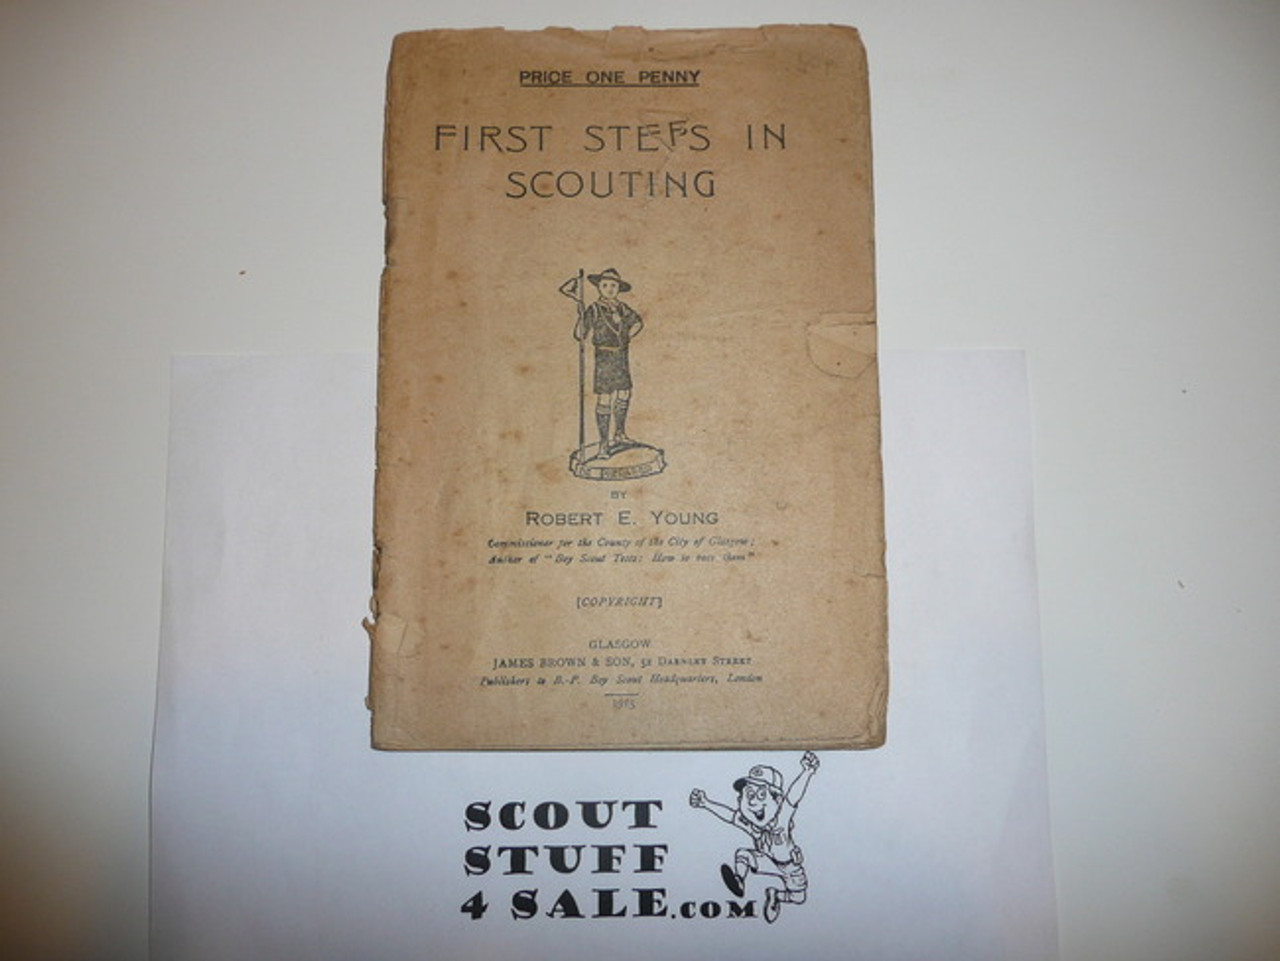 PRICE ONE PENNY
FIRST STEPS IN
SCOUTING
BE PREPARED
BY
ROBERT E. YOUNG
Commissioner for the County of the City of Glasgow;
Author of "Boy Scout Tests: How to pass them"
[COPYRIGHT]
GLASGOW
JAMES BROWN & SON, 52 DARNLEY STREET
Publishers to B.-P. Boy Scout Headquarters, London
SCOUT
STUFF
4 SALE.COM